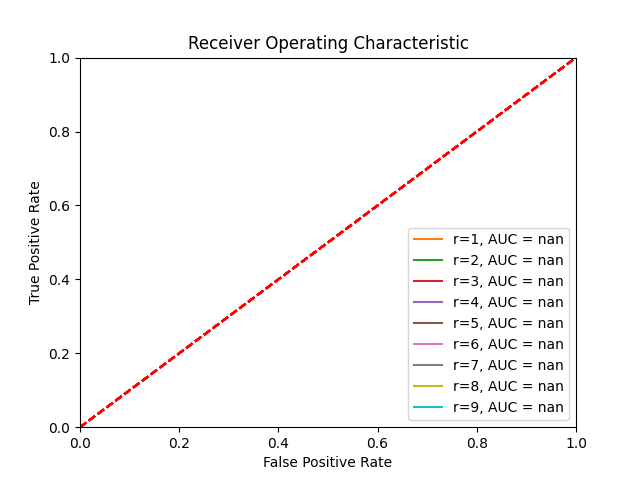 Receiver Operating Characteristic
1.0
0.8
0.6
0.4
0.2
0.0
True Positive Rate
r=1, AUC = nan
r=2, AUC = nan
r=3, AUC = nan
r=4, AUC = nan
r=5, AUC = nan
r=6, AUC = nan
r=7, AUC = nan
r=8, AUC = nan
r=9, AUC = nan
0.0 0.2 0.4 0.6 0.8 1.0
False Positive Rate